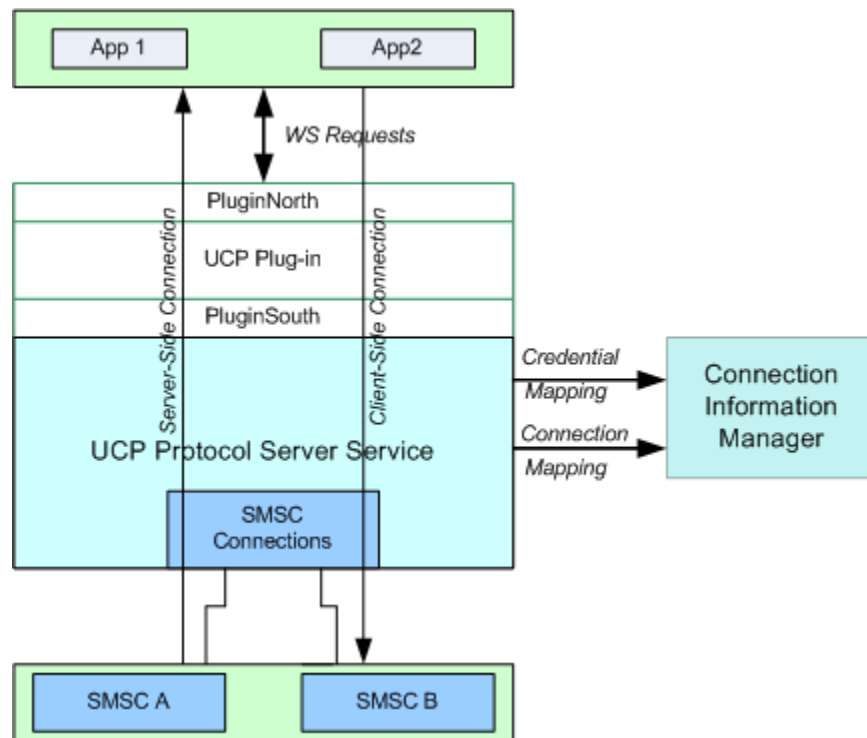 App 1
App2
WS Requests
PluginNorth
UCP Plug-in
PluginSouth
Server-Side Connection
Client-Side Connection
UCP Protocol Server Service
SMSC
Connections
Credential
Mapping
Connection
Mapping
Connection
Information
Manager
SMSC A
SMSC B